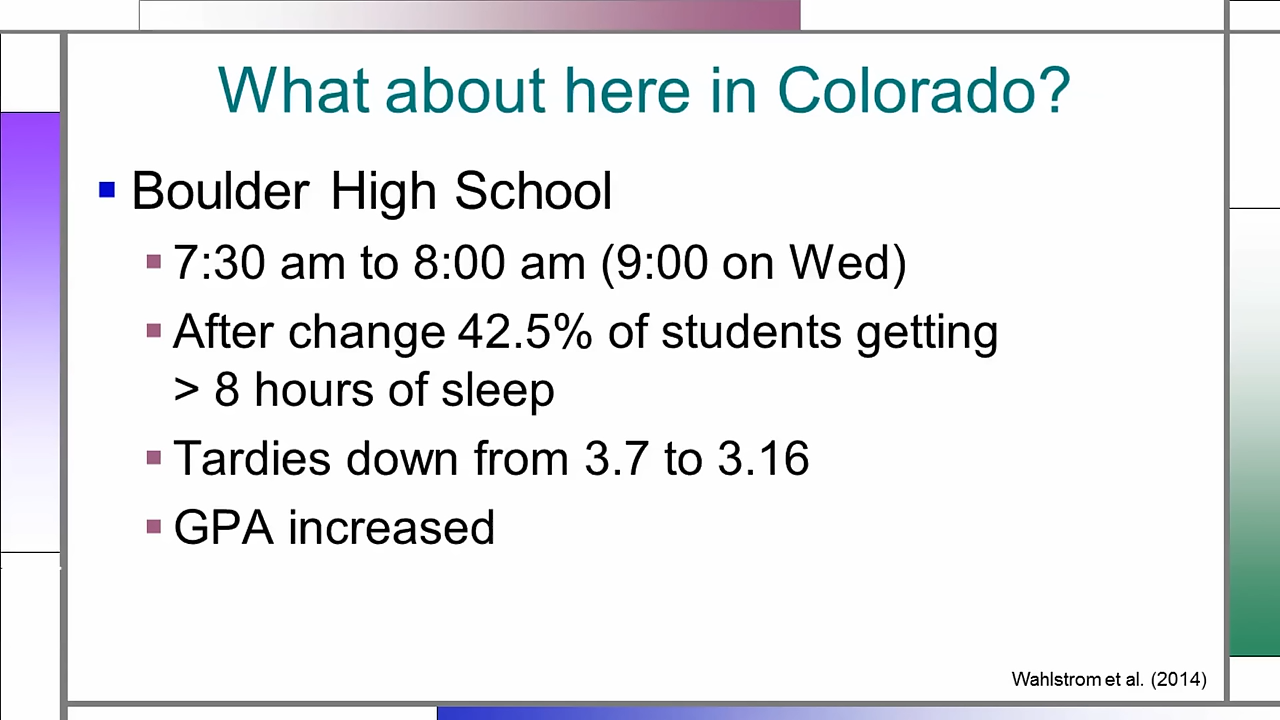 What about here in Colorado?
Boulder High School
7:30 am to 8:00 am (9:00 on Wed)
After change 42.5% of students getting
> 8 hours of sleep
Tardies down from 3.7 to 3.16
GPA increased
Wahlstrom et al. (2014)